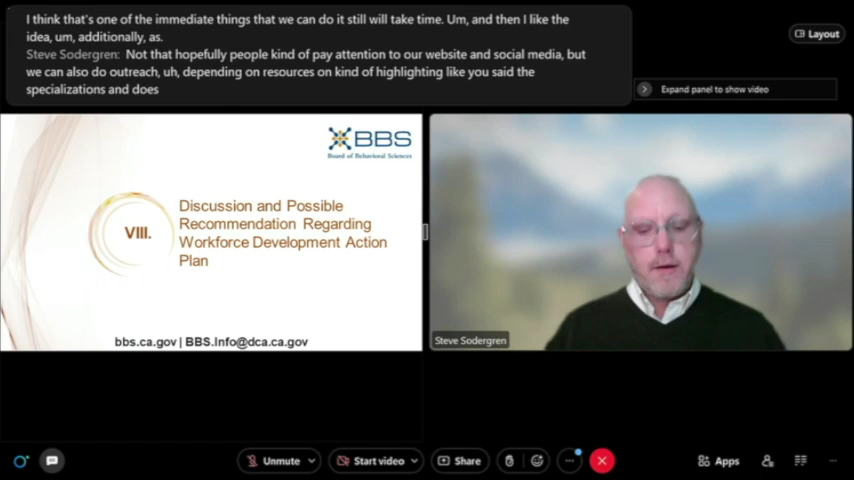 I think that's one of the immediate things that we can do it still will take time. Um, and then I like the
idea, um, additionally, as.
Steve Sodergren: Not that hopefully people kind of pay attention to our website and social media, but
we can also do outreach, uh, depending on resources on kind of highlighting like you said the
specializations and does
Layout
Expand panel to show video
BBS
Board of Behavioral Sciences
VIII.
Discussion and Possible
Recommendation Regarding
Workforce Development Action
Plan
bbs.ca.gov | BBS.Info@dca.ca.gov
Steve Sodergren
Unmute
Start video
Share
Apps